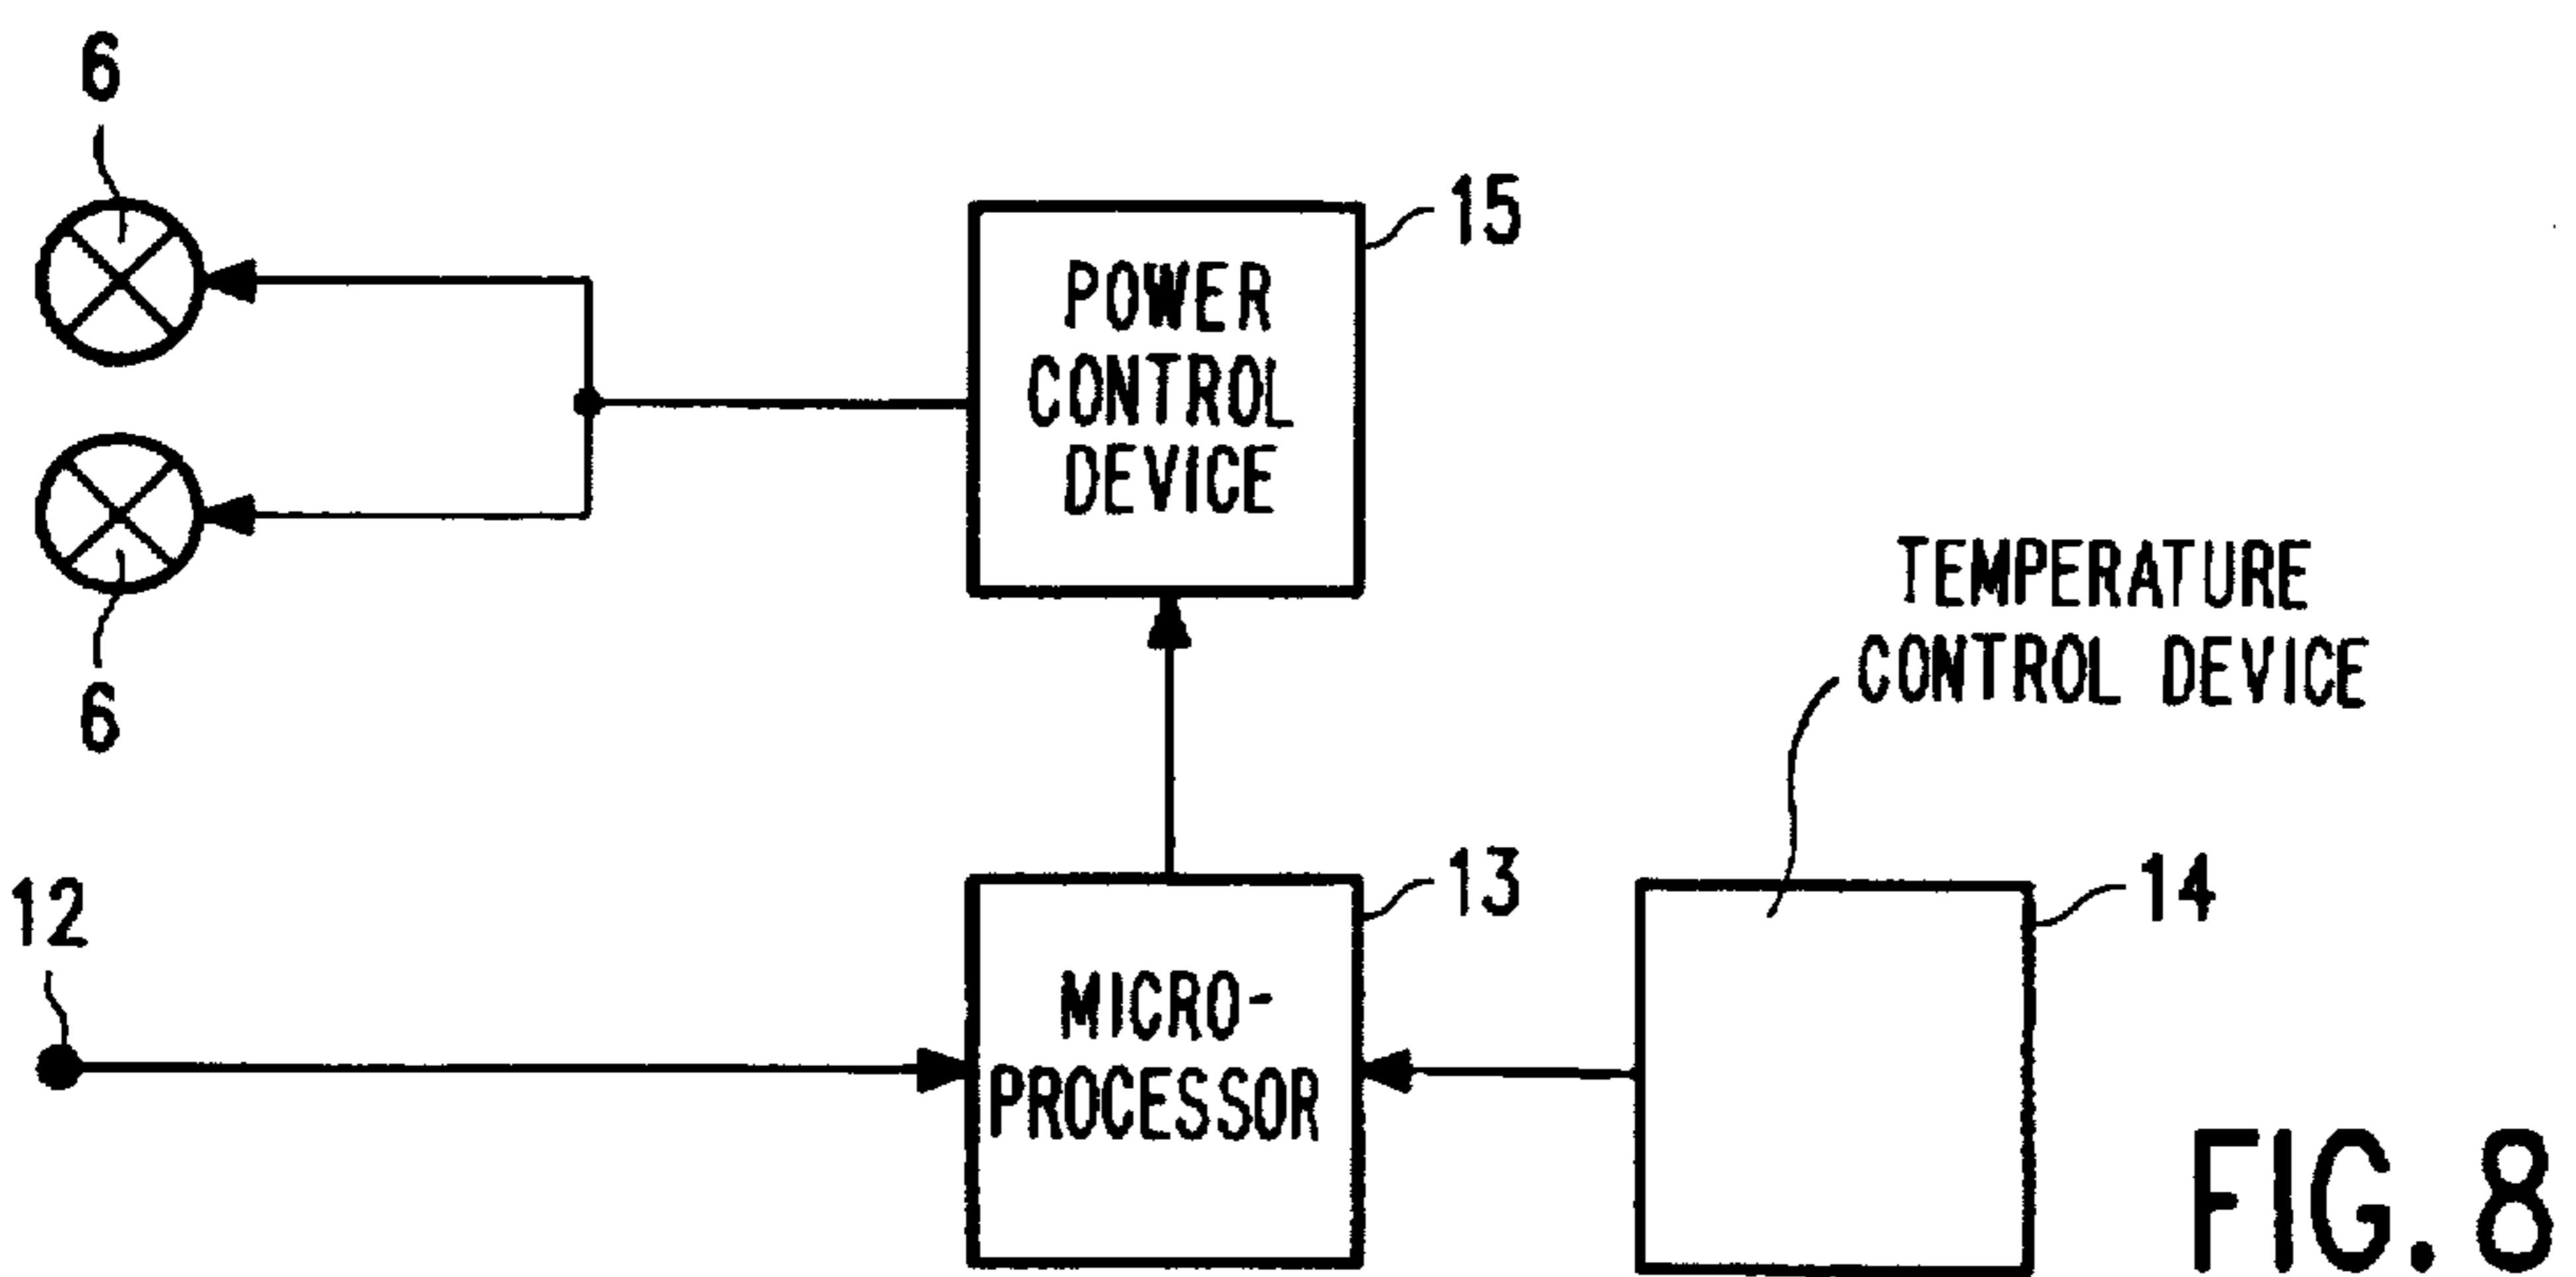 6
15
POWER
CONTROL
DEVICE
6
TEMPERATURE
CONTROL DEVICE
12
13
14
MICRO-
PROCESSOR
FIG. 8